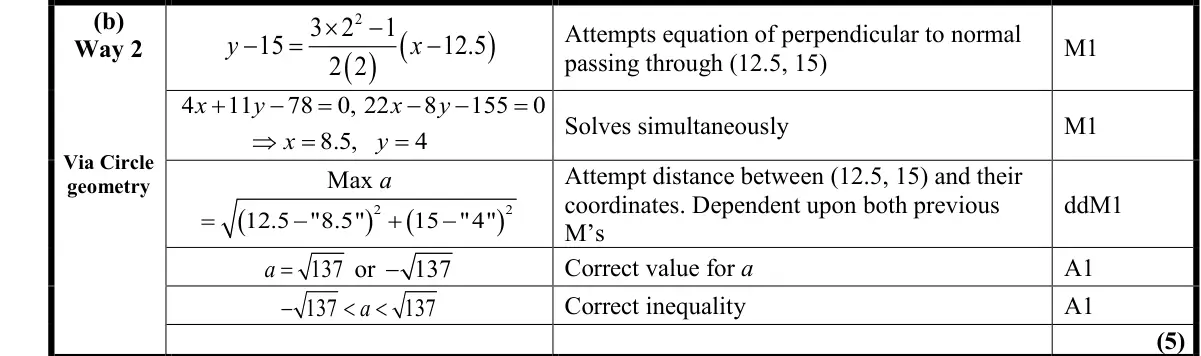 (b)
Way 2
y−15 = (3×2²−1)/(2(2)) (x−12.5)
Attempts equation of perpendicular to normal
passing through (12.5, 15)
M1
Via Circle
geometry
4x+11y−78 = 0, 22x−8y−155 = 0
⇒ x = 8.5, y = 4
Solves simultaneously
M1
Max a
= √((12.5−"8.5")²+(15−"4")²)
Attempt distance between (12.5, 15) and their
coordinates. Dependent upon both previous
M's
ddM1
a = √137 or −√137
Correct value for a
A1
−√137 < a < √137
Correct inequality
A1
(5)